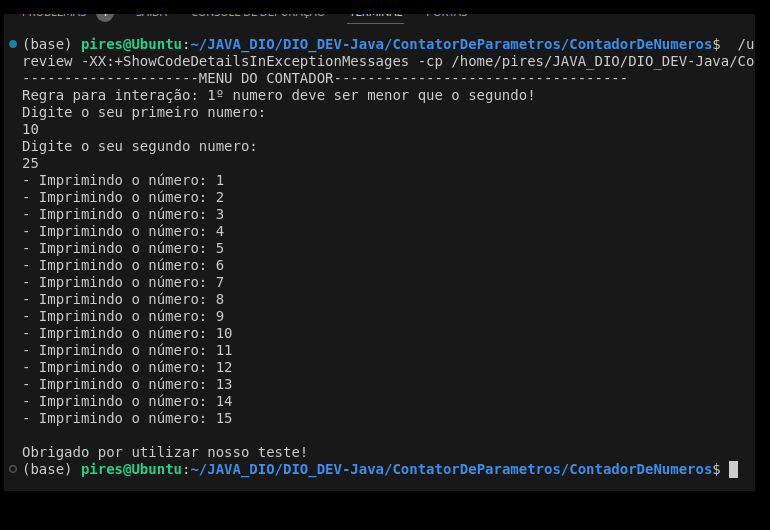 PROBLEMAS SAÍDA CONSOLE DE DEPURAÇÃO TERMINAL PORTAS
(base) pires@Ubuntu:~/JAVA_DIO/DIO_DEV-Java/ContatorDeParametros/ContadorDeNumeros$ /u
review -XX:+ShowCodeDetailsInExceptionMessages -cp /home/pires/JAVA_DIO/DIO_DEV-Java/Co
---------------------MENU DO CONTADOR-----------------------------------
Regra para interação: 1º numero deve ser menor que o segundo!
Digite o seu primeiro numero:
10
Digite o seu segundo numero:
25
- Imprimindo o número: 1
- Imprimindo o número: 2
- Imprimindo o número: 3
- Imprimindo o número: 4
- Imprimindo o número: 5
- Imprimindo o número: 6
- Imprimindo o número: 7
- Imprimindo o número: 8
- Imprimindo o número: 9
- Imprimindo o número: 10
- Imprimindo o número: 11
- Imprimindo o número: 12
- Imprimindo o número: 13
- Imprimindo o número: 14
- Imprimindo o número: 15
Obrigado por utilizar nosso teste!
(base) pires@Ubuntu:~/JAVA_DIO/DIO_DEV-Java/ContatorDeParametros/ContadorDeNumeros$